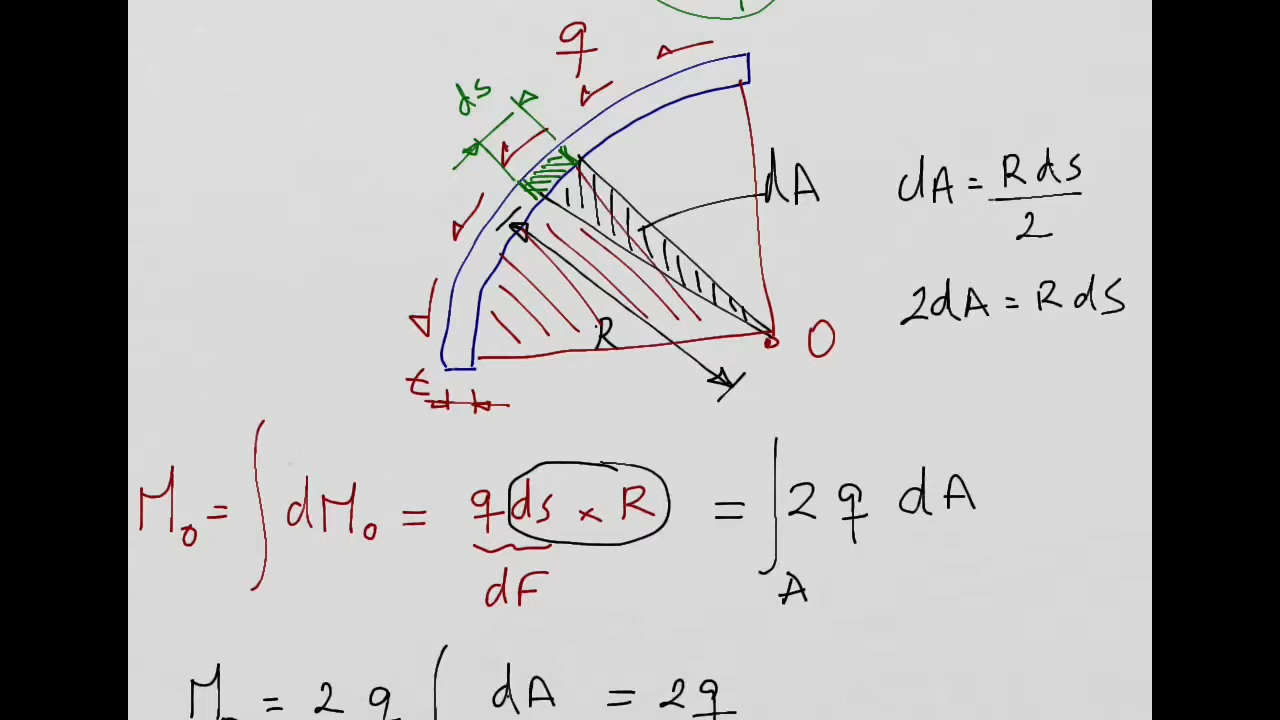 q
ds
dA
dA = R ds / 2
2dA = R ds
R
O
t
M₀ = ∫ dM₀ = q ds × R = ∫ 2 q dA
dF
A
M₀ = 2 q ∫ dA = 2q